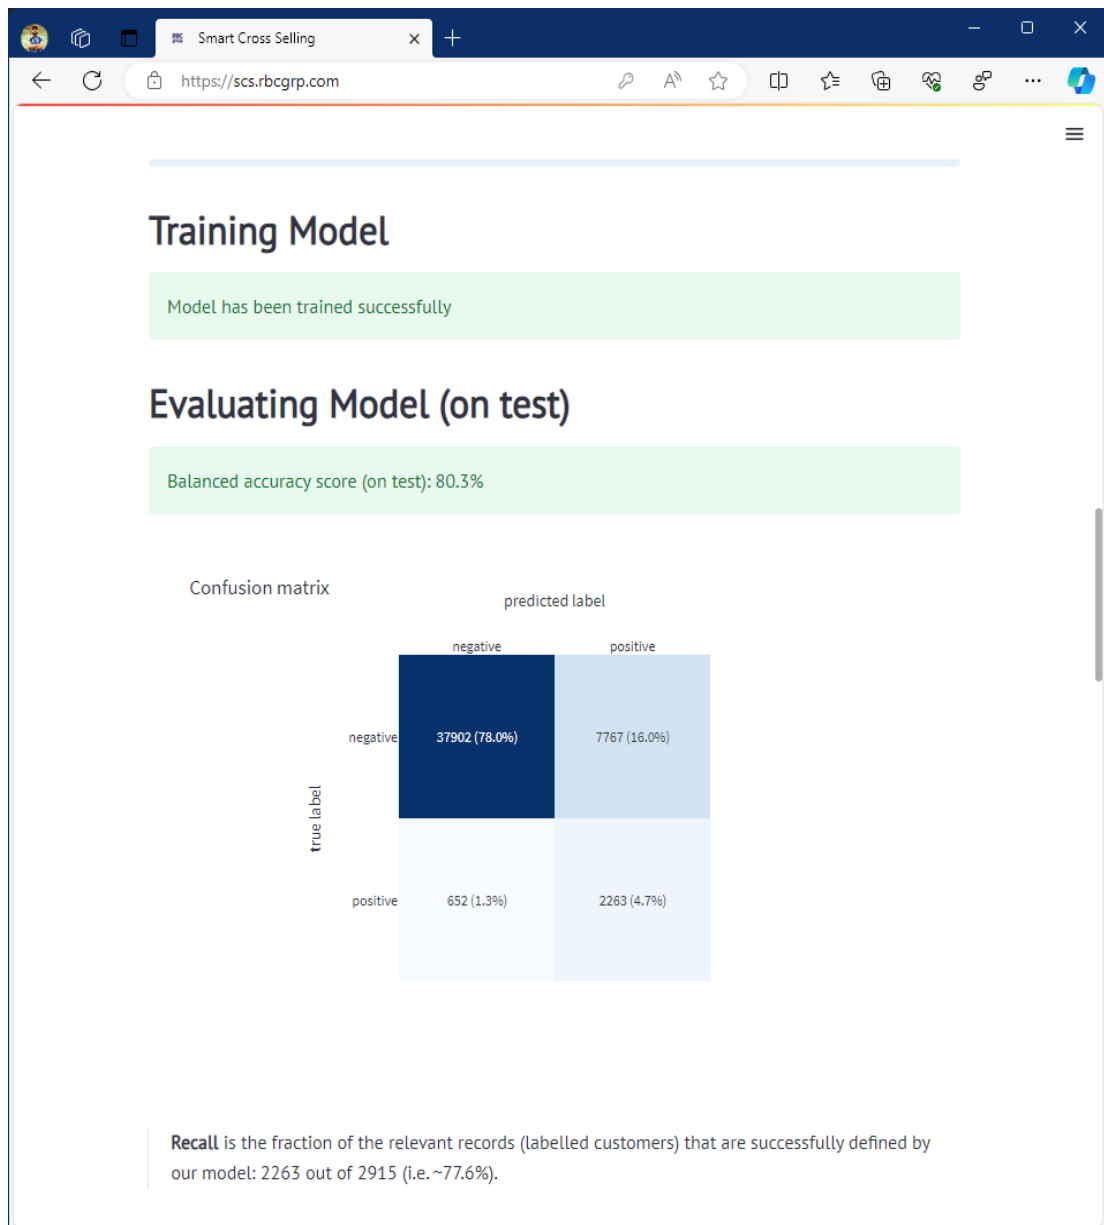 Smart Cross Selling
https://scs.rbcgrp.com
Training Model
Model has been trained successfully
Evaluating Model (on test)
Balanced accuracy score (on test): 80.3%
Confusion matrix
predicted label
negative positive
negative 37902 (78.0%) 7767 (16.0%)
true label
positive 652 (1.3%) 2263 (4.7%)
Recall is the fraction of the relevant records (labelled customers) that are successfully defined by
our model: 2263 out of 2915 (i.e. ~77.6%).